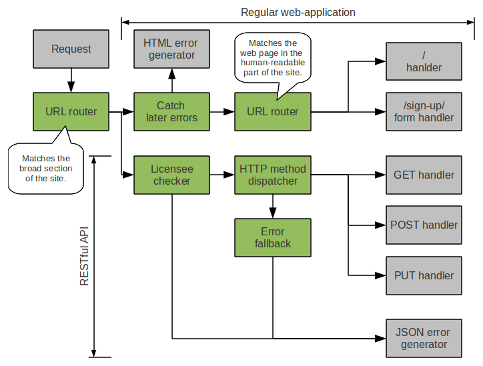 Regular web-application
Request
HTML error
generator
Matches the
web page in the
human-readable
part of the site.
/
hanlder
URL router
Catch
later errors
URL router
/sign-up/
form handler
Matches the
broad section
of the site.
Licensee
checker
HTTP method
dispatcher
GET handler
RESTful API
Error
fallback
POST handler
PUT handler
JSON error
generator